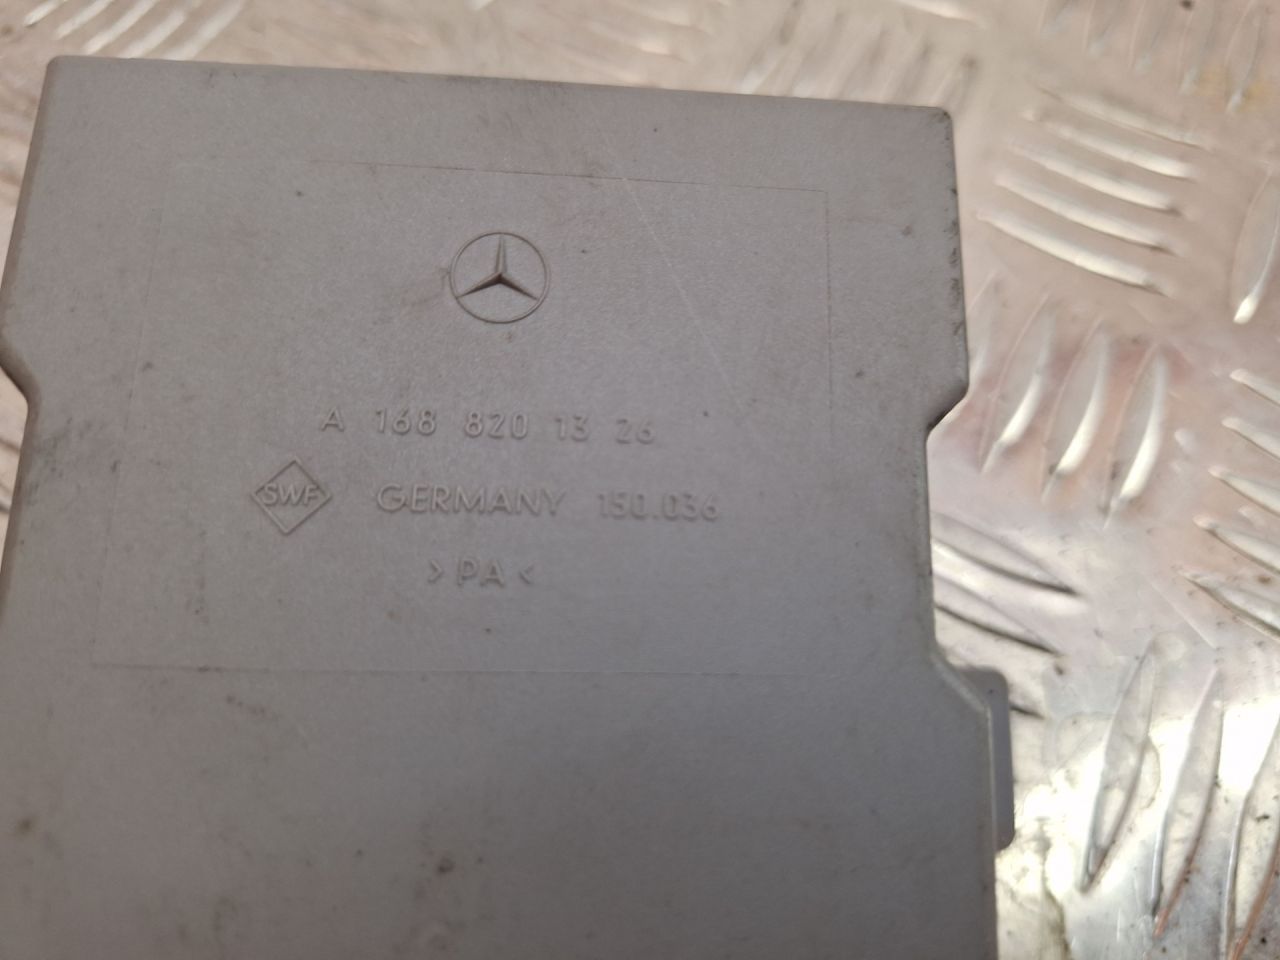 A 168 820 13 26
SWF GERMANY 150.036
>PA<